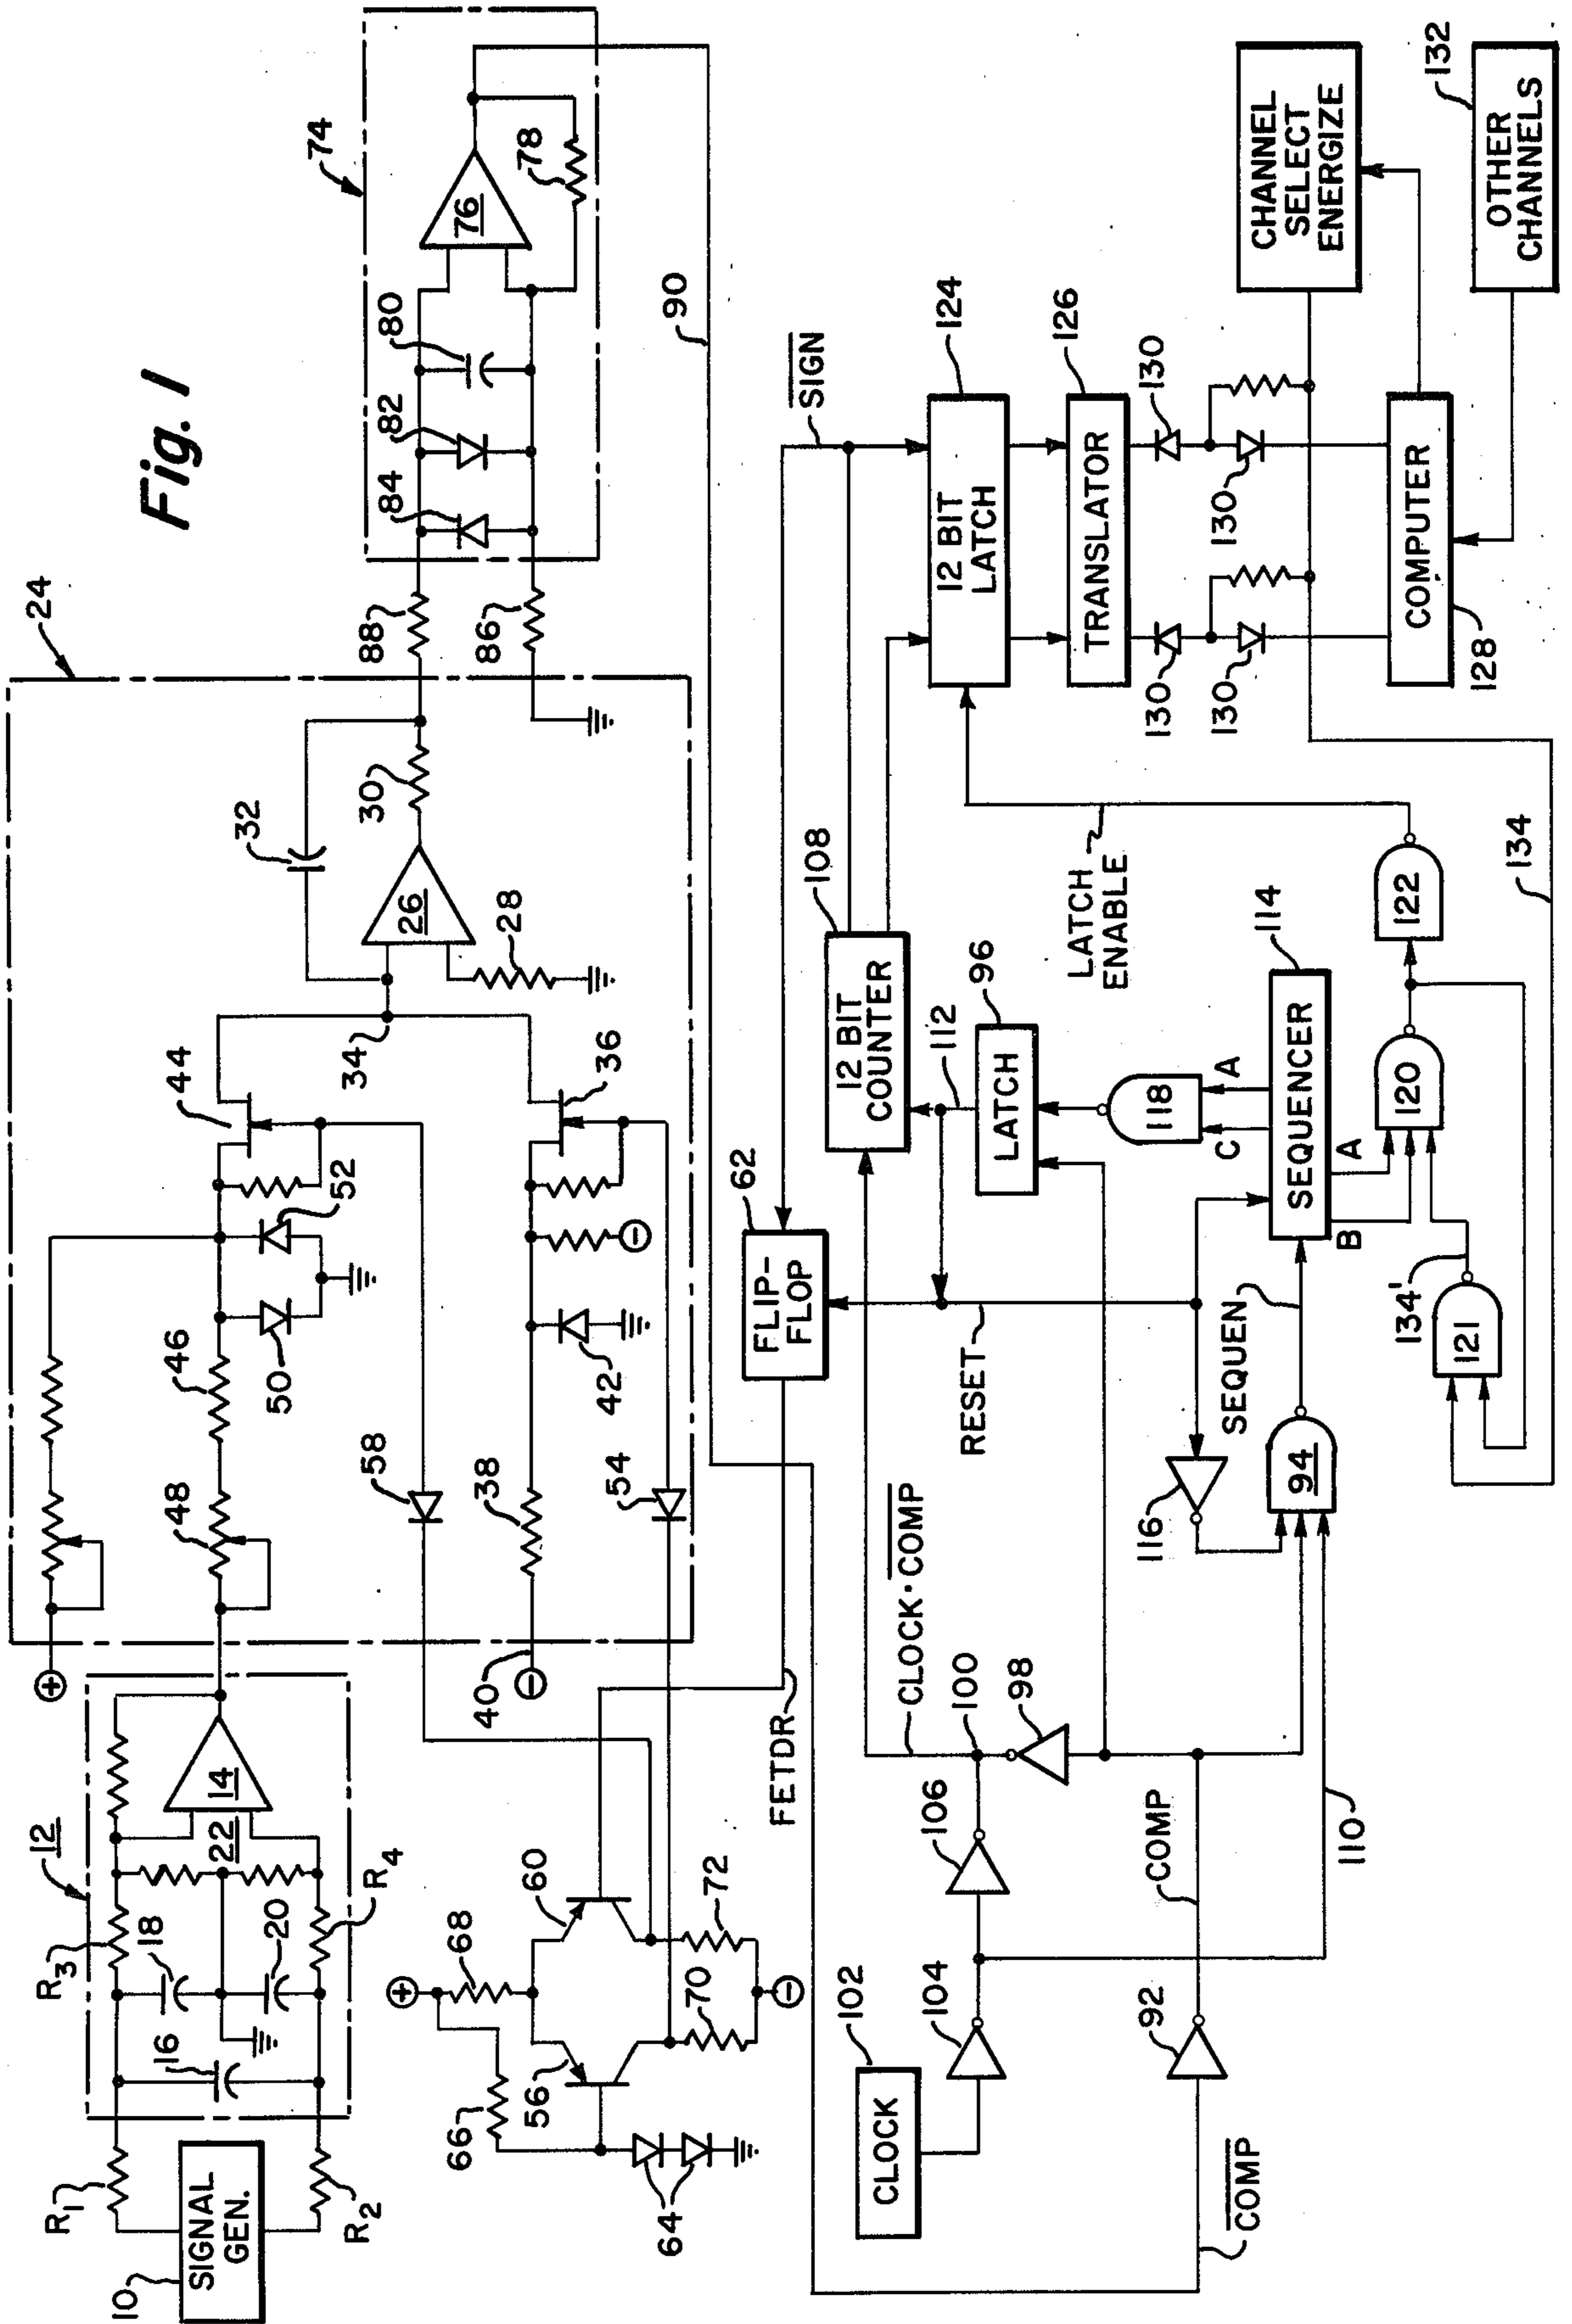 Fig. 1
10
SIGNAL
GEN.
R1
R2
R3
R4
12
14
16
18
20
22
24
26
28
30
32
34
36
38
40
42
44
46
48
50
52
54
58
56
60
64
66
68
70
72
74
76
78
80
82
84
86
88
90
FETDR
62
FLIP-
FLOP
RESET
SIGN
108
12 BIT
COUNTER
112
96
LATCH
118
C
A
114
SEQUENCER
B
A
SEQUEN
116
94
120
121
122
134'
134
LATCH
ENABLE
124
12 BIT
LATCH
126
TRANSLATOR
130
130
130
130
COMPUTER
128
CHANNEL
SELECT
ENERGIZE
OTHER
CHANNELS
132
CLOCK·COMP
100
98
106
104
102
CLOCK
92
COMP
COMP
110